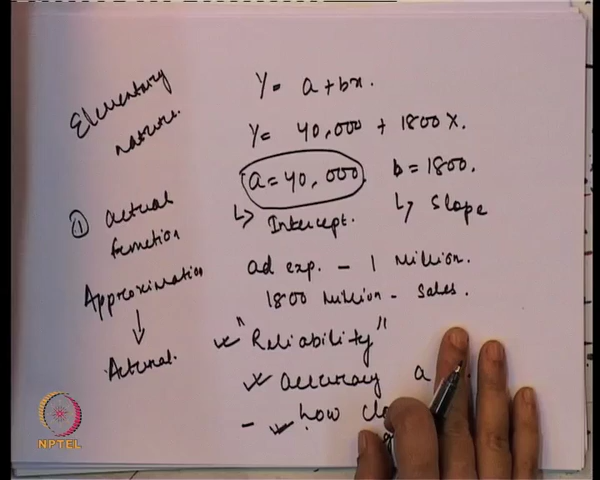 Elementary
nature.
① actual
function
Approximation
↓
Actural.
Y = a + bx.
Y = 40,000 + 1800 X.
a = 40,000. b = 1800.
↳ Intercept. ↳ Slope
ad exp. - 1 Million.
1800 Million - Sales.
"Reliability"
accuracy a
- how
NPTEL